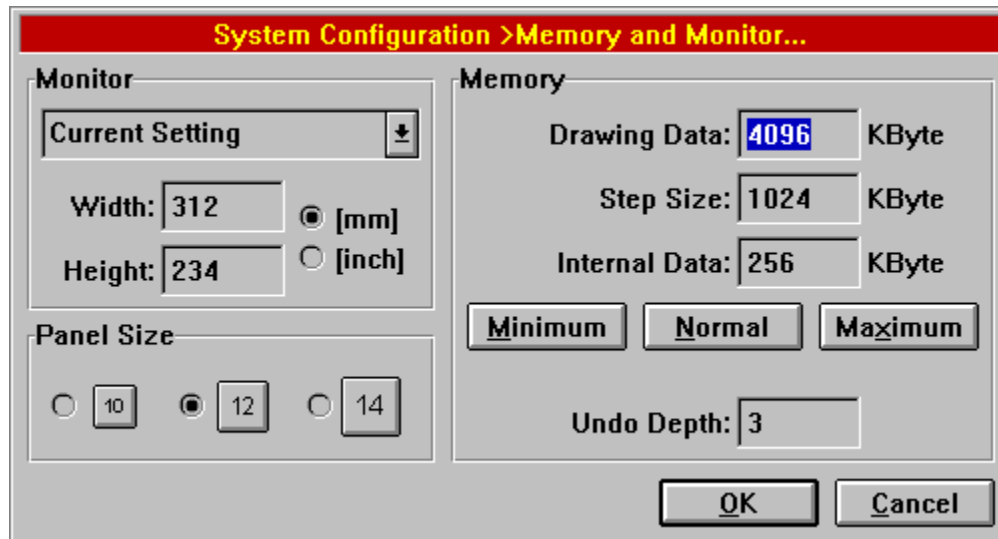 System Configuration >Memory and Monitor...
Monitor
Current Setting
Width: 312
[mm]
Height: 234
[inch]
Panel Size
10 12 14
Memory
Drawing Data: 4096 KByte
Step Size: 1024 KByte
Internal Data: 256 KByte
Minimum Normal Maximum
Undo Depth: 3
OK Cancel